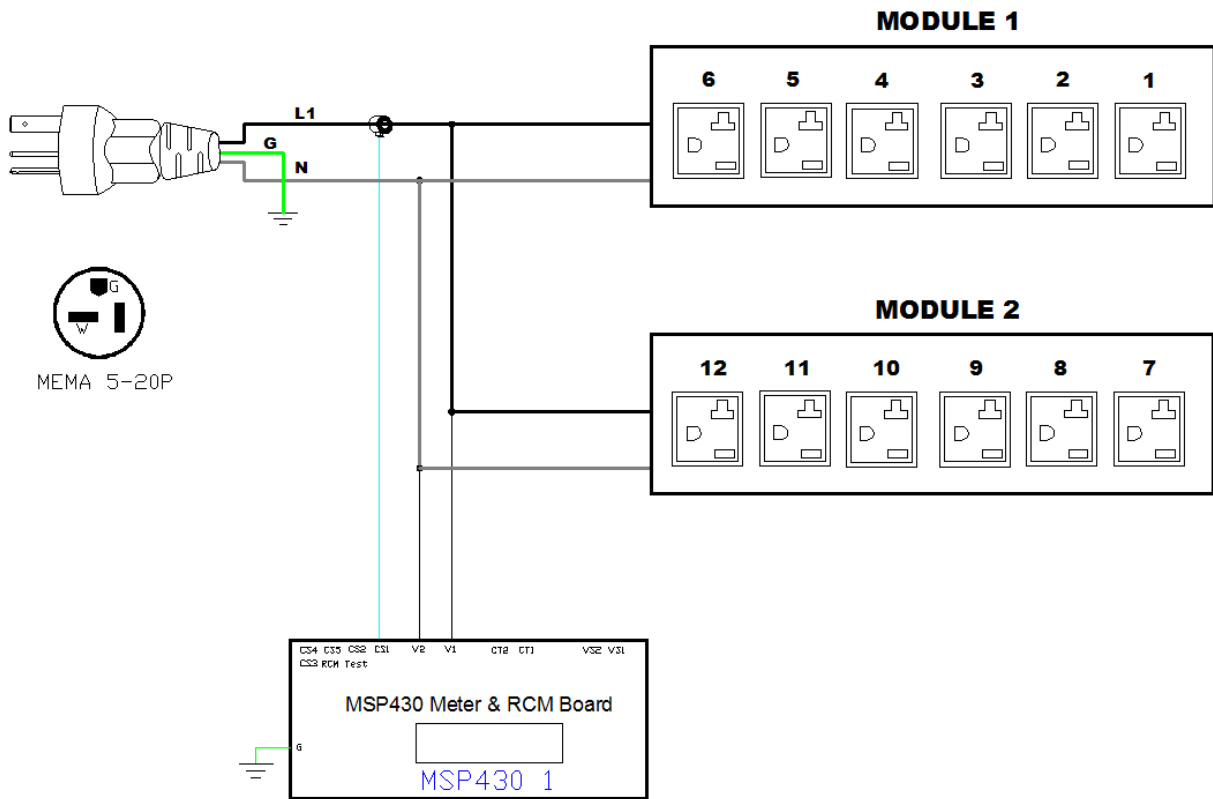 MODULE 1
6 5 4 3 2 1
L1
G
N
G
W
MEMA 5-20P
MODULE 2
12 11 10 9 8 7
CS4 CS5 CS2 CS1 V2 V1 CT2 CT1 VS2 VS1
CS3 RCM Test
MSP430 Meter & RCM Board
G
MSP430 1